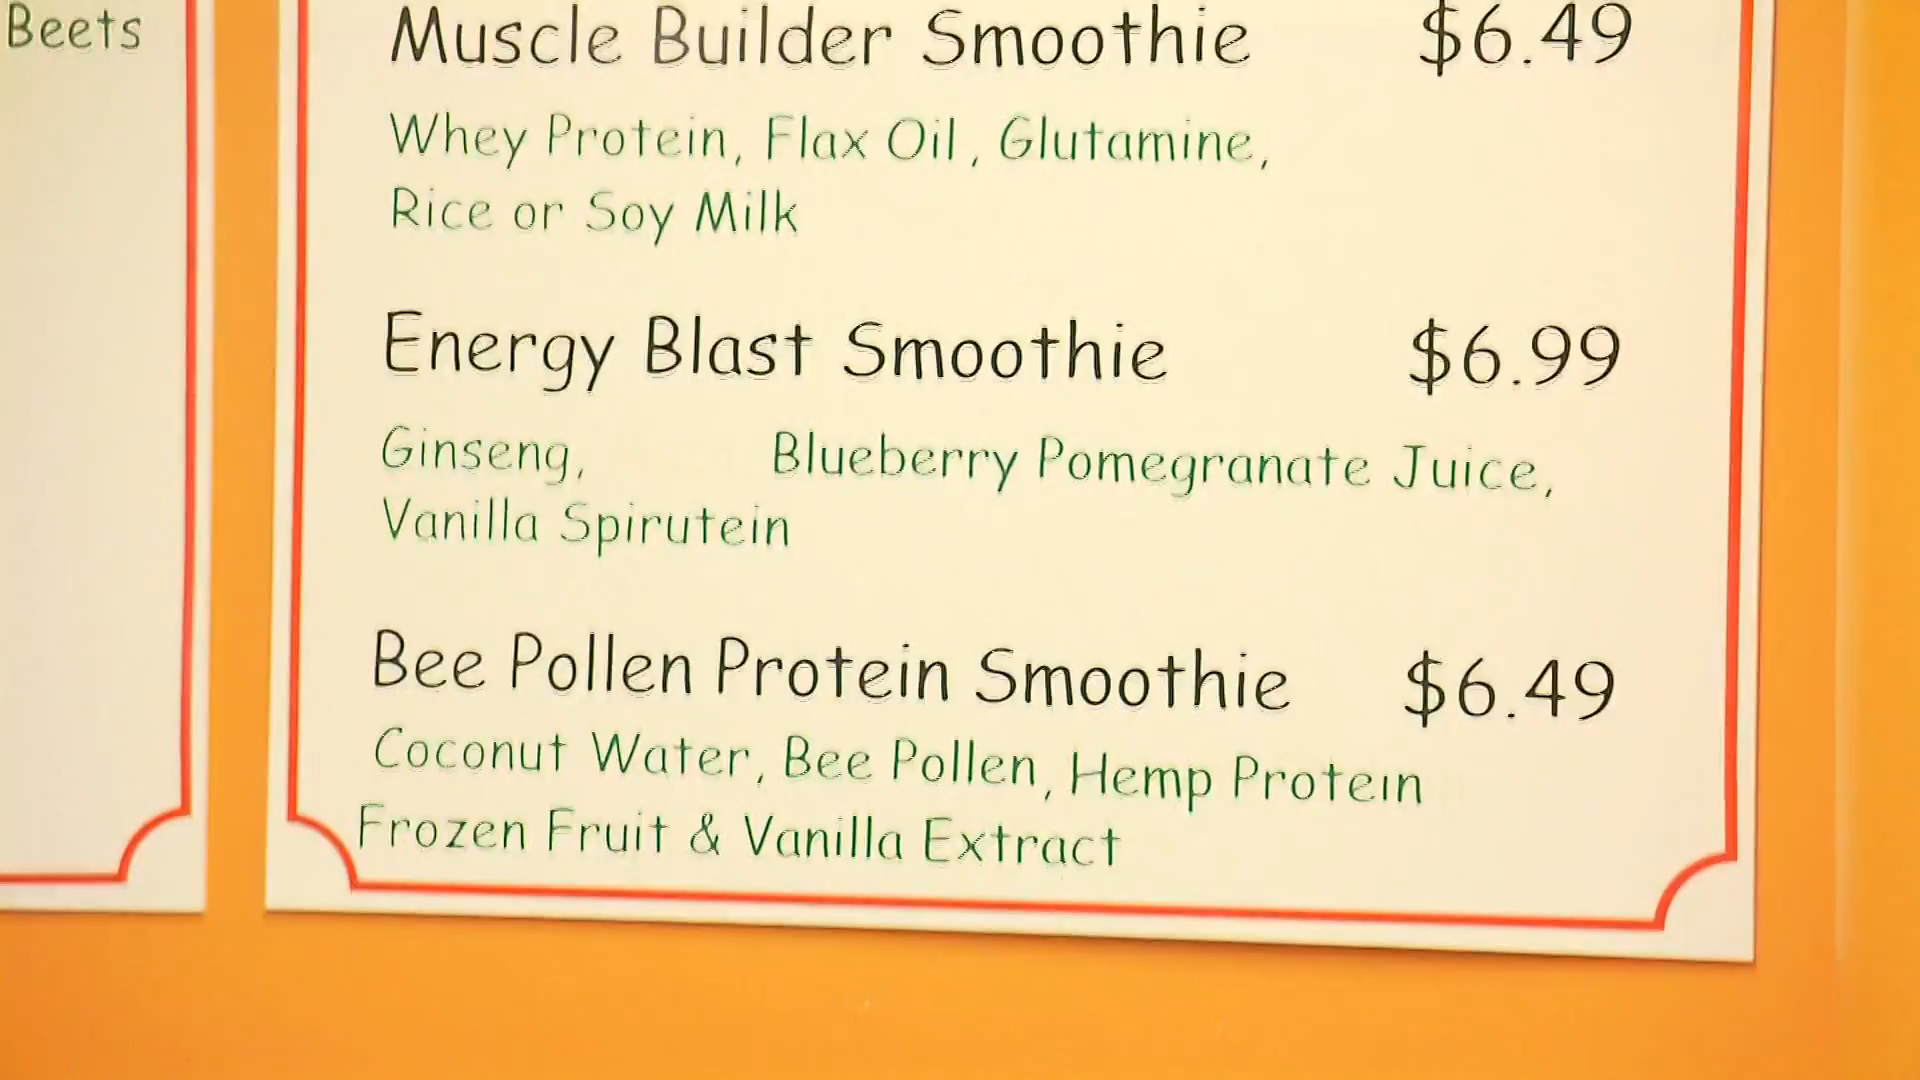 Beets
Muscle Builder Smoothie $6.49
Whey Protein, Flax Oil, Glutamine,
Rice or Soy Milk
Energy Blast Smoothie $6.99
Ginseng, Blueberry Pomegranate Juice,
Vanilla Spirutein
Bee Pollen Protein Smoothie $6.49
Coconut Water, Bee Pollen, Hemp Protein
Frozen Fruit & Vanilla Extract